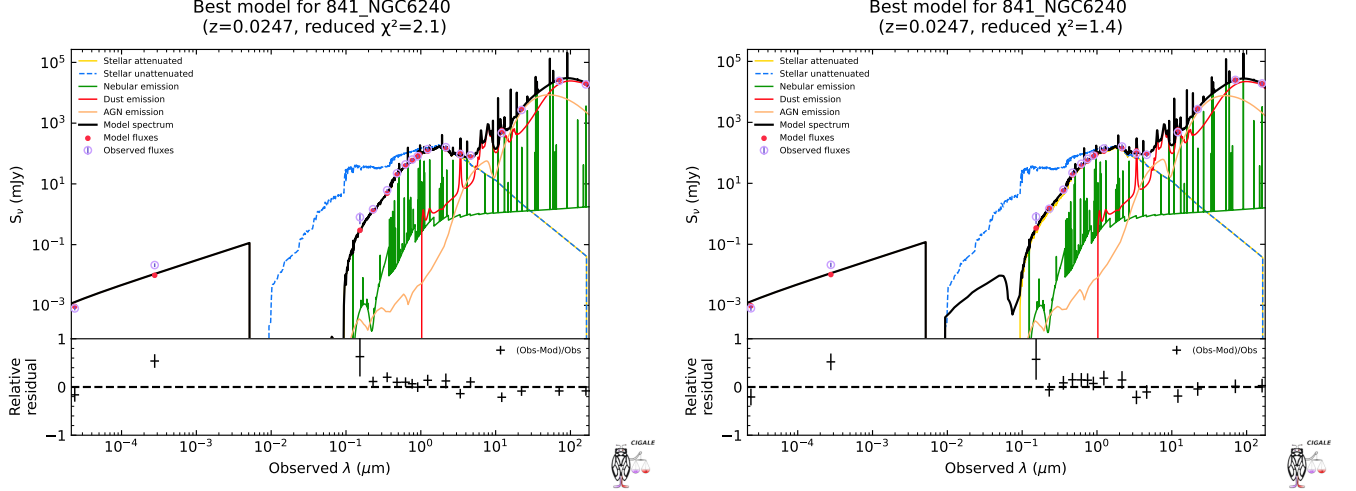 Best model for 841_NGC6240
(z=0.0247, reduced χ²=2.1)
10⁵
10³
10¹
10⁻¹
10⁻³
S_ν (mJy)
Stellar attenuated
Stellar unattenuated
Nebular emission
Dust emission
AGN emission
Model spectrum
Model fluxes
Observed fluxes
1
0
−1
Relative
residual
(Obs-Mod)/Obs
10⁻⁴
10⁻³
10⁻²
10⁻¹
10⁰
10¹
10²
Observed λ (μm)
CIGALE
Best model for 841_NGC6240
(z=0.0247, reduced χ²=1.4)
10⁵
10³
10¹
10⁻¹
10⁻³
S_ν (mJy)
Stellar attenuated
Stellar unattenuated
Nebular emission
Dust emission
AGN emission
Model spectrum
Model fluxes
Observed fluxes
1
0
−1
Relative
residual
(Obs-Mod)/Obs
10⁻⁴
10⁻³
10⁻²
10⁻¹
10⁰
10¹
10²
Observed λ (μm)
CIGALE